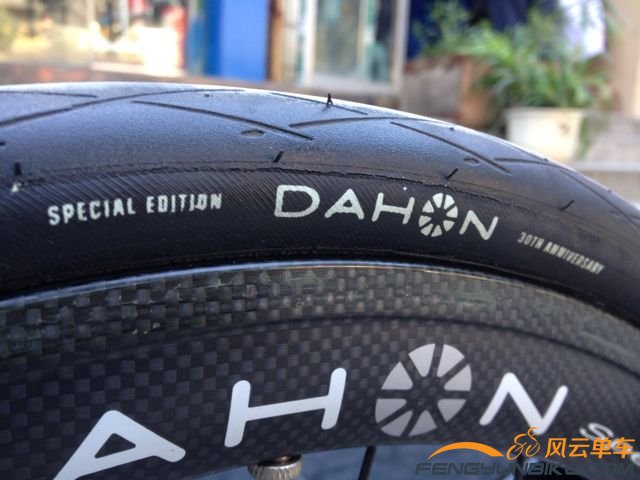 SPECIAL EDITION DAHON 30TH ANNIVERSARY
DAHON
风云单车
FENGYUNBIKE.COM